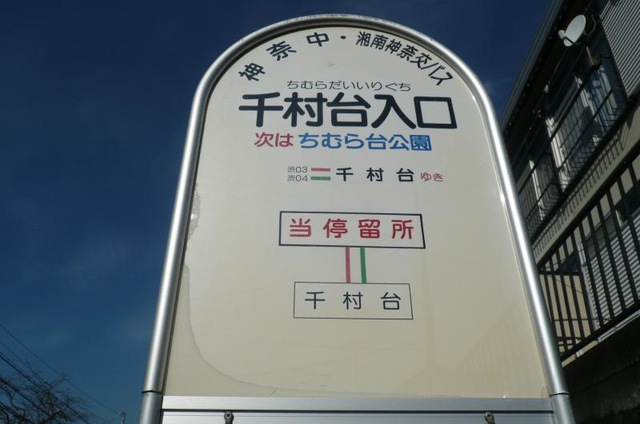 神奈中・湘南神奈交バス
ちむらだいいりぐち
千村台入口
次は ちむら台公園
渋03
渋04
千村台 ゆき
当停留所
千村台